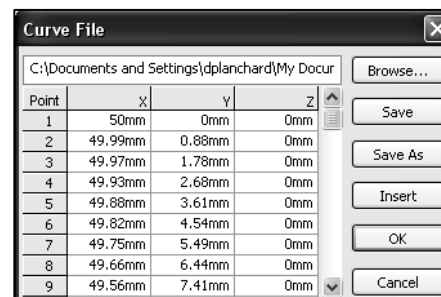 Curve File
C:\Documents and Settings\dplanchard\My Docur
Browse...
Point X Y Z
1 50mm 0mm 0mm
2 49.99mm 0.88mm 0mm
3 49.97mm 1.78mm 0mm
4 49.93mm 2.68mm 0mm
5 49.88mm 3.61mm 0mm
6 49.82mm 4.54mm 0mm
7 49.75mm 5.49mm 0mm
8 49.66mm 6.44mm 0mm
9 49.56mm 7.41mm 0mm
Save
Save As
Insert
OK
Cancel